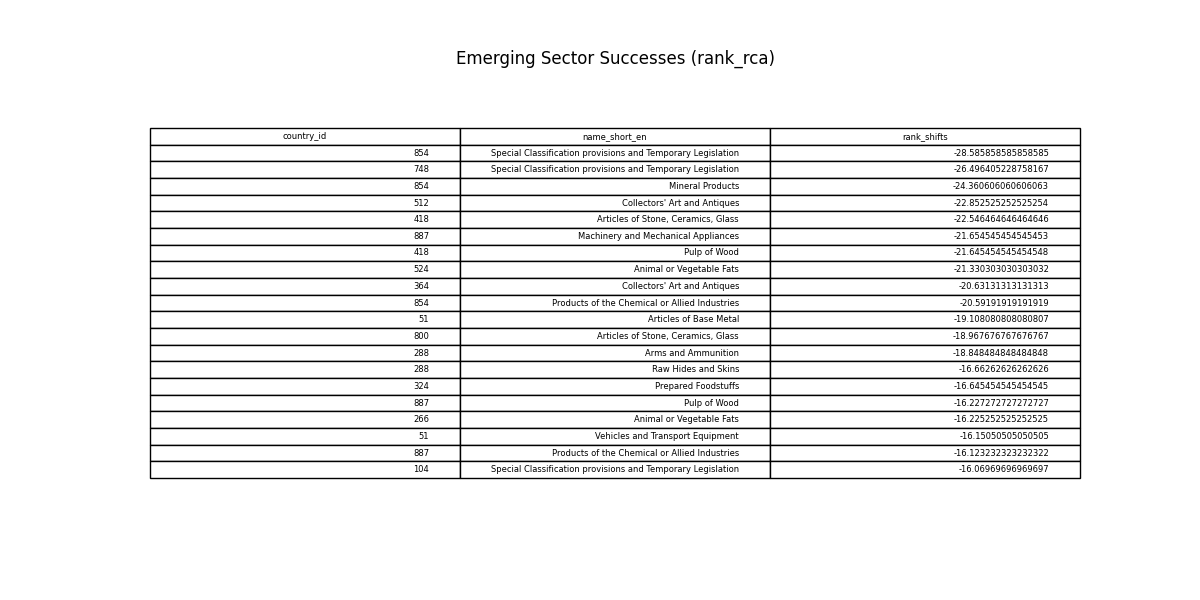 Emerging Sector Successes (rank_rca)
country_id name_short_en rank_shifts
854 Special Classification provisions and Temporary Legislation -28.585858585858585
748 Special Classification provisions and Temporary Legislation -26.496405228758167
854 Mineral Products -24.360606060606063
512 Collectors' Art and Antiques -22.852525252525254
418 Articles of Stone, Ceramics, Glass -22.546464646464646
887 Machinery and Mechanical Appliances -21.654545454545453
418 Pulp of Wood -21.645454545454548
524 Animal or Vegetable Fats -21.330303030303032
364 Collectors' Art and Antiques -20.63131313131313
854 Products of the Chemical or Allied Industries -20.59191919191919
51 Articles of Base Metal -19.108080808080807
800 Articles of Stone, Ceramics, Glass -18.967676767676767
288 Arms and Ammunition -18.848484848484848
288 Raw Hides and Skins -16.66262626262626
324 Prepared Foodstuffs -16.645454545454545
887 Pulp of Wood -16.227272727272727
266 Animal or Vegetable Fats -16.225252525252525
51 Vehicles and Transport Equipment -16.15050505050505
887 Products of the Chemical or Allied Industries -16.123232323232322
104 Special Classification provisions and Temporary Legislation -16.06969696969697